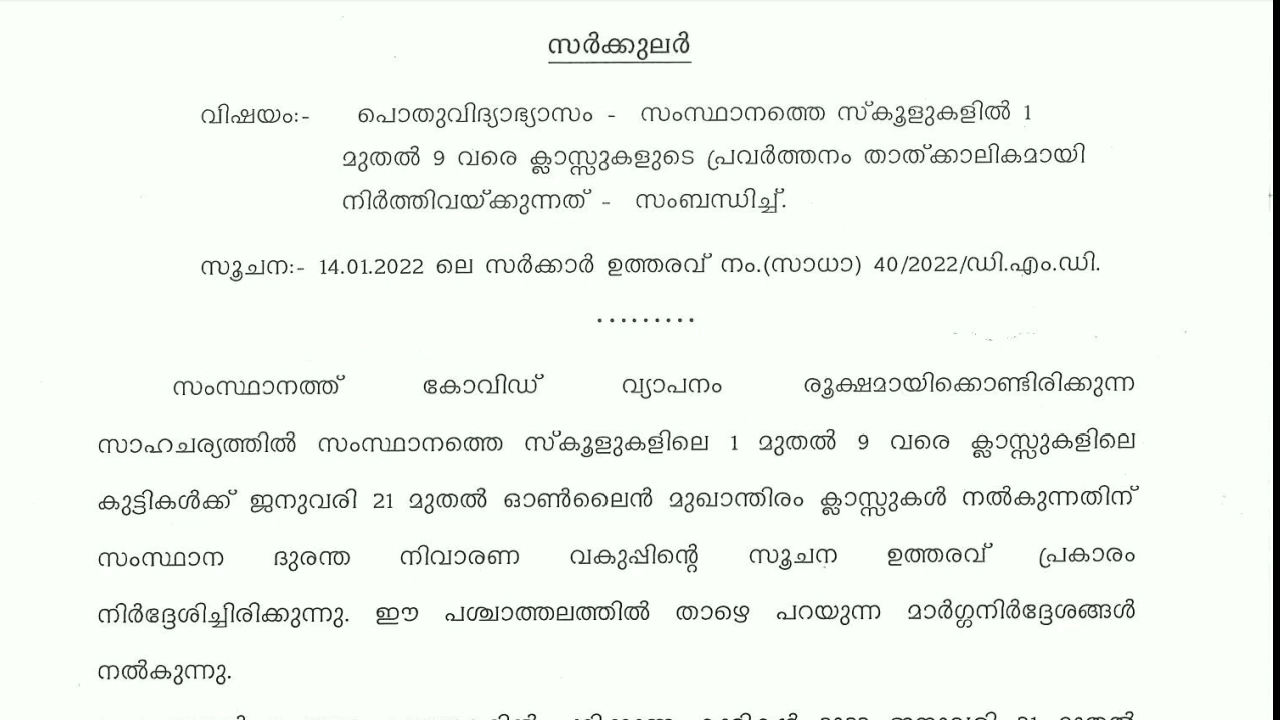 സർക്കുലർ
വിഷയം:- പൊതുവിദ്യാഭ്യാസം - സംസ്ഥാനത്തെ സ്കൂളുകളിൽ 1
മുതൽ 9 വരെ ക്ലാസ്സുകളുടെ പ്രവർത്തനം താത്ക്കാലികമായി
നിർത്തിവയ്ക്കുന്നത് - സംബന്ധിച്ച്.
സൂചന:- 14.01.2022 ലെ സർക്കാർ ഉത്തരവ് നം.(സാധാ) 40/2022/ഡി.എം.ഡി.
.........
സംസ്ഥാനത്ത് കോവിഡ് വ്യാപനം രൂക്ഷമായിക്കൊണ്ടിരിക്കുന്ന
സാഹചര്യത്തിൽ സംസ്ഥാനത്തെ സ്കൂളുകളിലെ 1 മുതൽ 9 വരെ ക്ലാസ്സുകളിലെ
കുട്ടികൾക്ക് ജനുവരി 21 മുതൽ ഓൺലൈൻ മുഖാന്തിരം ക്ലാസ്സുകൾ നൽകുന്നതിന്
സംസ്ഥാന ദുരന്ത നിവാരണ വകുപ്പിന്റെ സൂചന ഉത്തരവ് പ്രകാരം
നിർദ്ദേശിച്ചിരിക്കുന്നു. ഈ പശ്ചാത്തലത്തിൽ താഴെ പറയുന്ന മാർഗ്ഗനിർദ്ദേശങ്ങൾ
നൽകുന്നു.